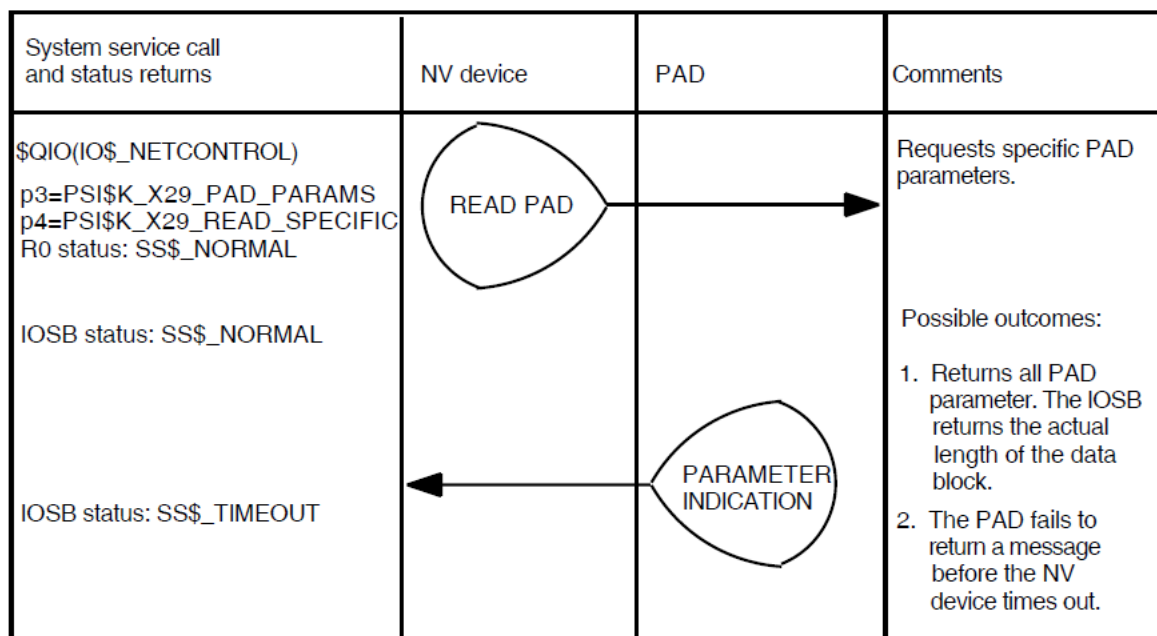 System service call
and status returns
NV device
PAD
Comments
$QIO(IO$_NETCONTROL)
p3=PSI$K_X29_PAD_PARAMS
p4=PSI$K_X29_READ_SPECIFIC
R0 status: SS$_NORMAL
READ PAD
Requests specific PAD
parameters.
IOSB status: SS$_NORMAL
Possible outcomes:
1. Returns all PAD
parameter. The IOSB
returns the actual
length of the data
block.
PARAMETER
INDICATION
IOSB status: SS$_TIMEOUT
2. The PAD fails to
return a message
before the NV
device times out.